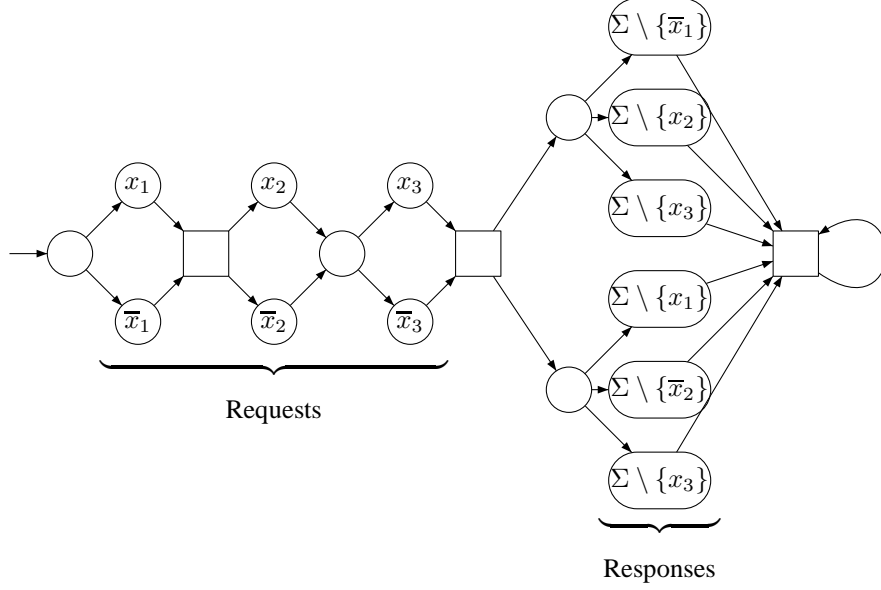 Σ \ {x̅₁}
Σ \ {x₂}
Σ \ {x₃}
x₁ x₂ x₃
x̅₁ x̅₂ x̅₃
Σ \ {x₁}
Σ \ {x̅₂}
Σ \ {x₃}
Requests
Responses